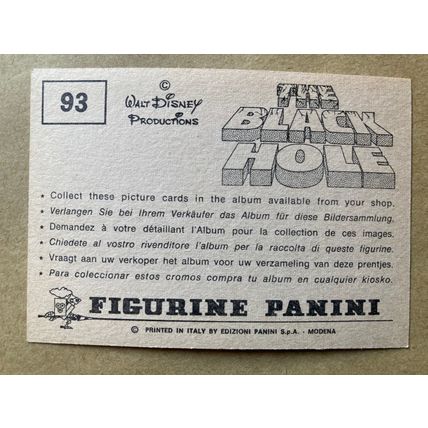 93
©
WALT DISNEY
PRODUCTIONS
THE
BLACK
HOLE
• Collect these picture cards in the album available from your shop.
• Verlangen Sie bei Ihrem Verkäufer das Album für diese Bildersammlung.
• Demandez à votre détaillant l'Album pour la collection de ces images.
• Chiedete al vostro rivenditore l'album per la raccolta di queste figurine.
• Vraagt aan uw verkoper het album voor uw verzameling van deze prentjes.
• Para coleccionar estos cromos compra tu album en cualquier kiosko.
FIGURINE PANINI
© PRINTED IN ITALY BY EDIZIONI PANINI S.p.A. - MODENA